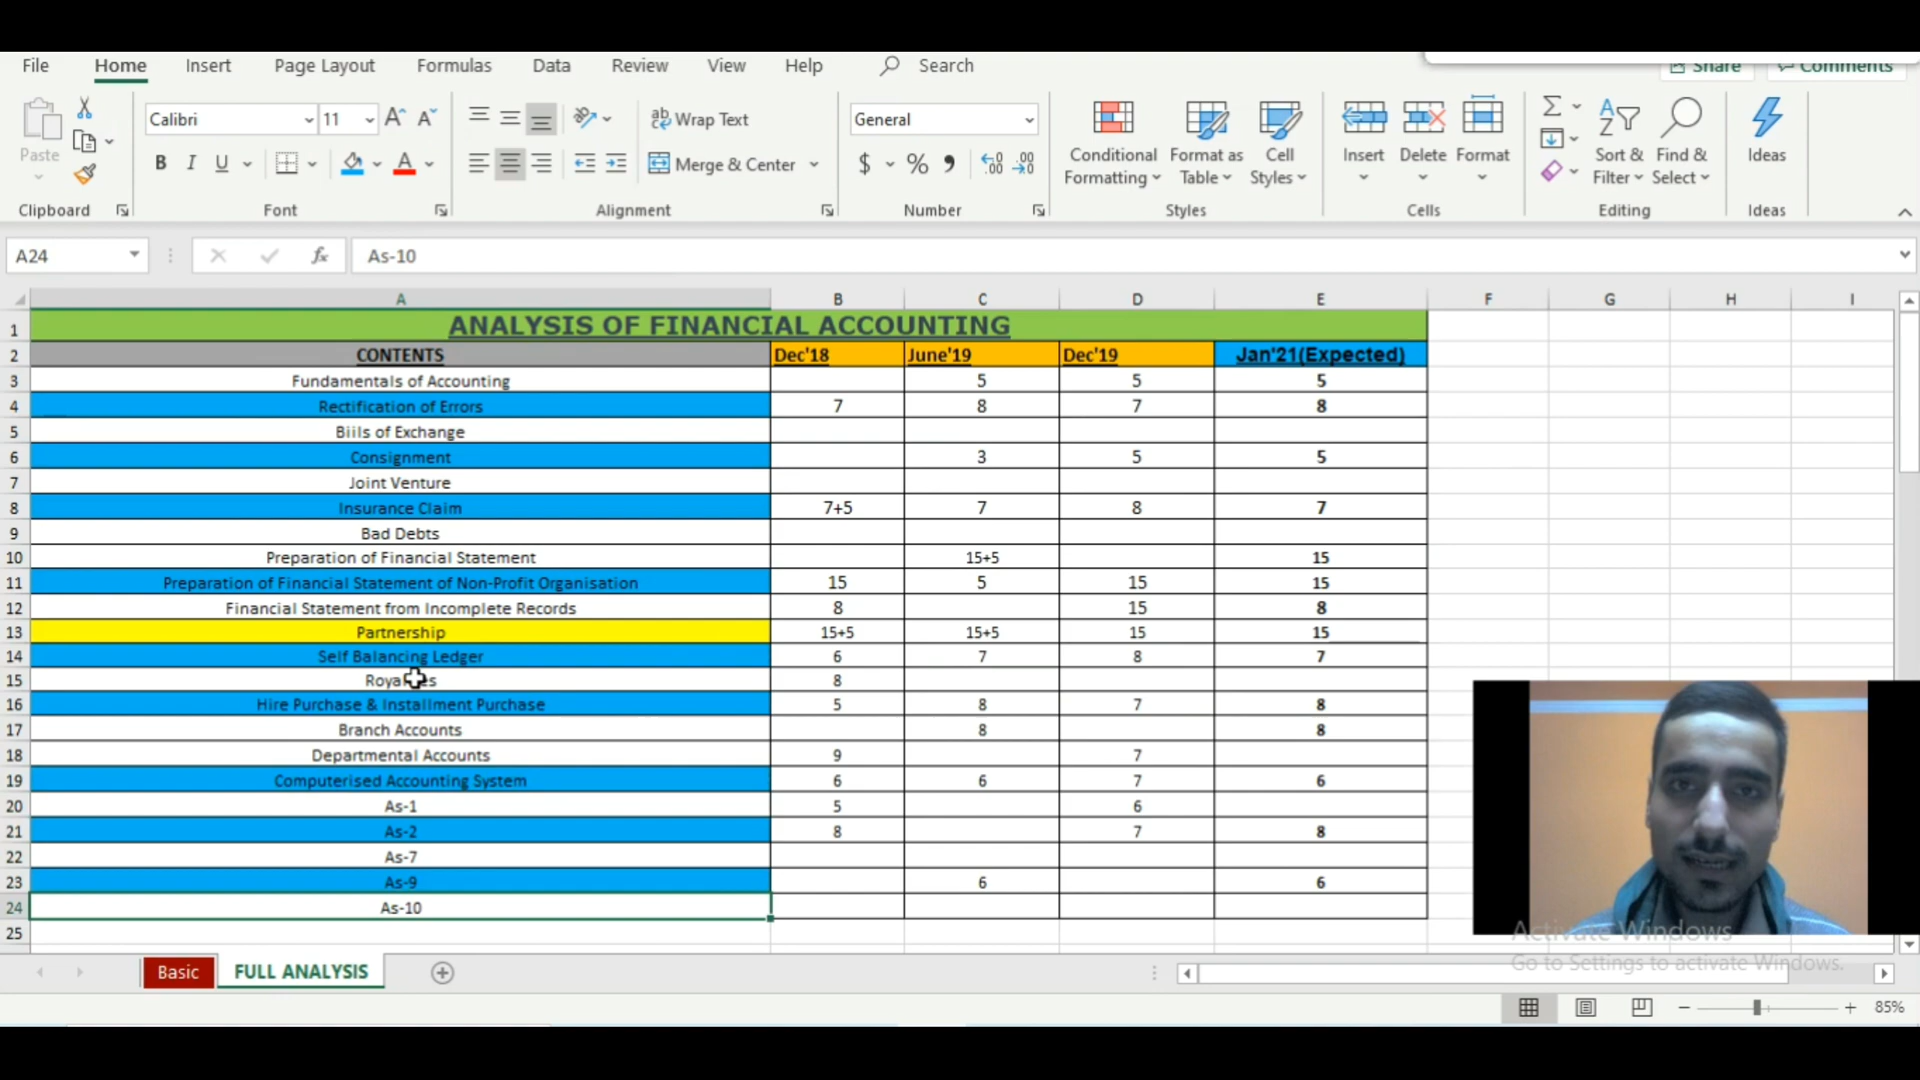 File Home Insert Page Layout Formulas Data Review View Help Search Share Comments
Paste Calibri 11 Wrap Text General Conditional Formatting Format as Table Cell Styles Insert Delete Format Sort & Filter Find & Select Ideas
B I U Merge & Center $ % 
Clipboard Font Alignment Number Styles Cells Editing Ideas
A24 fx As-10
A B C D E F G H I
1 ANALYSIS OF FINANCIAL ACCOUNTING
2 CONTENTS Dec'18 June'19 Dec'19 Jan'21(Expected)
3 Fundamentals of Accounting 5 5 5
4 Rectification of Errors 7 8 7 8
5 Biils of Exchange
6 Consignment 3 5 5
7 Joint Venture
8 Insurance Claim 7+5 7 8 7
9 Bad Debts
10 Preparation of Financial Statement 15+5 15
11 Preparation of Financial Statement of Non-Profit Organisation 15 5 15 15
12 Financial Statement from Incomplete Records 8 15 8
13 Partnership 15+5 15+5 15 15
14 Self Balancing Ledger 6 7 8 7
15 8
16 Hire Purchase & Installment Purchase 5 8 7 8
17 Branch Accounts 8 8
18 Departmental Accounts 9 7
19 Computerised Accounting System 6 6 7 6
20 As-1 5 6
21 As-2 8 7 8
22 As-7
23 As-9 6 6
24 As-10
25
Activate Windows
Go to Settings to activate Windows.
Basic FULL ANALYSIS
85%